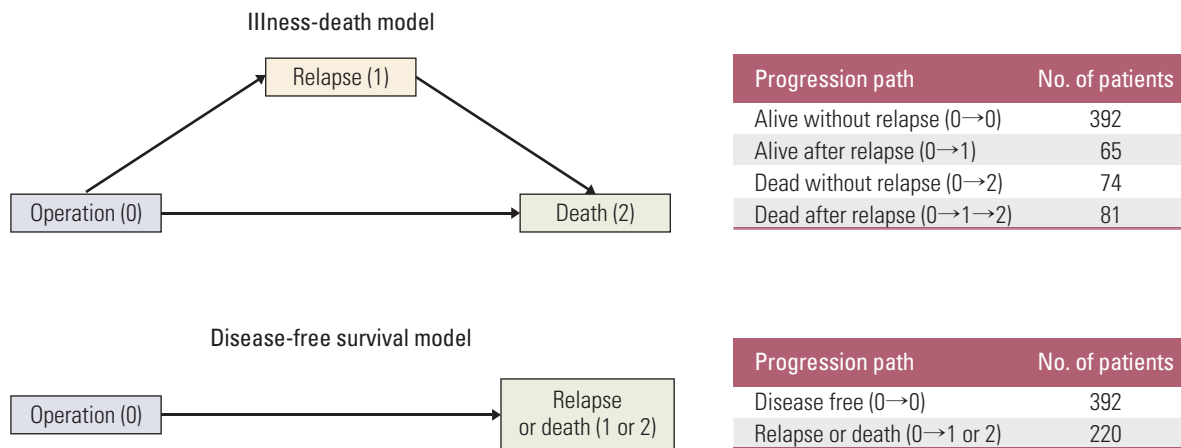 Illness-death model
Relapse (1)
Operation (0)
Death (2)
Progression path No. of patients
Alive without relapse (0→0) 392
Alive after relapse (0→1) 65
Dead without relapse (0→2) 74
Dead after relapse (0→1→2) 81
Disease-free survival model
Operation (0)
Relapse
or death (1 or 2)
Progression path No. of patients
Disease free (0→0) 392
Relapse or death (0→1 or 2) 220